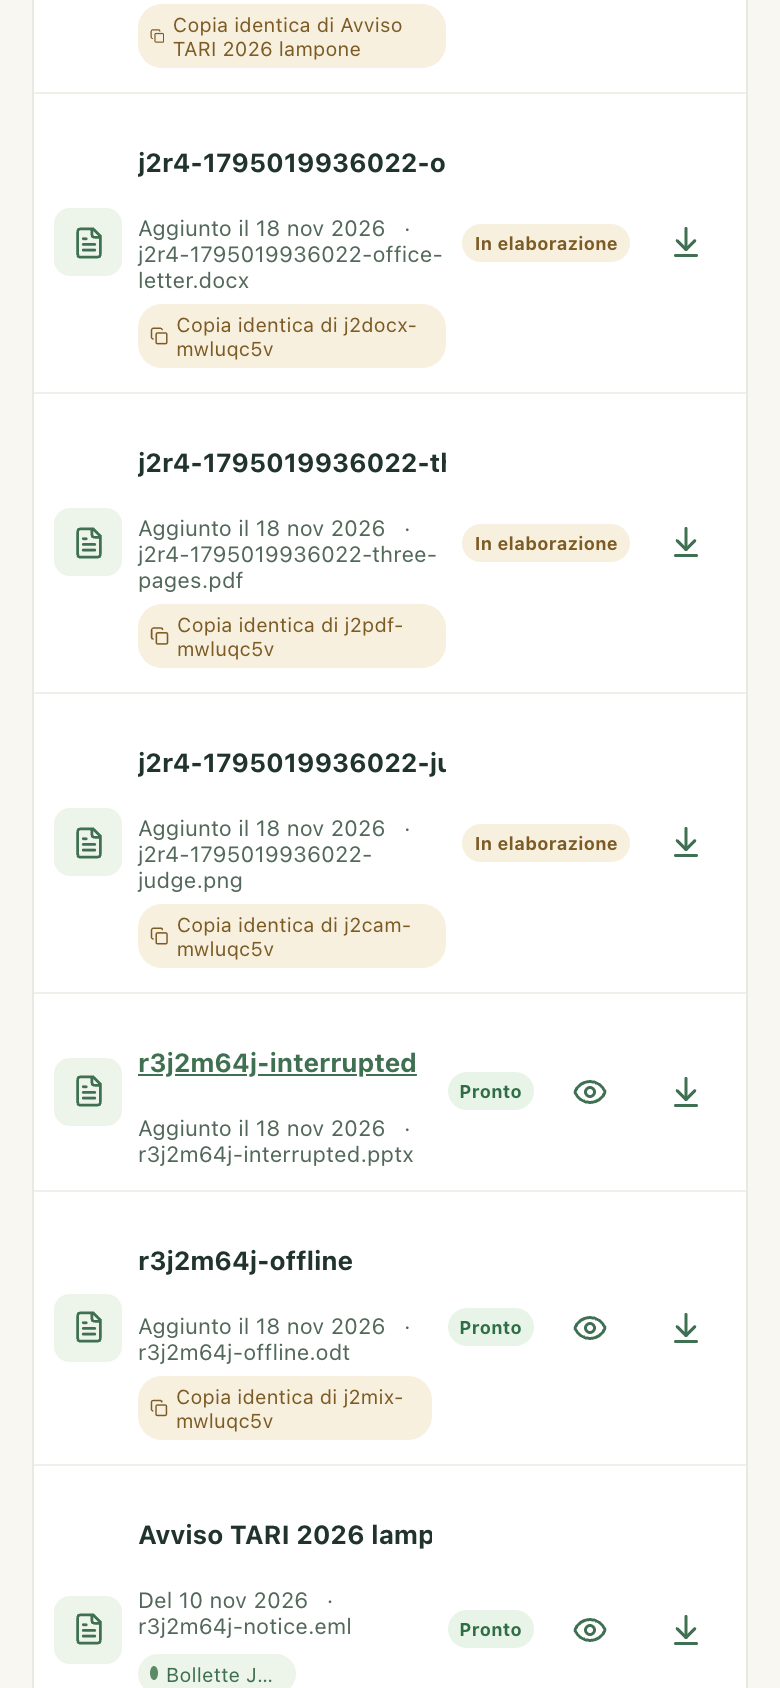 Copia identica di Avviso
TARI 2026 lampone
j2r4-1795019936022-o
Aggiunto il 18 nov 2026 ·
j2r4-1795019936022-office-
letter.docx
In elaborazione
Copia identica di j2docx-
mwluqc5v
j2r4-1795019936022-th
Aggiunto il 18 nov 2026 ·
j2r4-1795019936022-three-
pages.pdf
In elaborazione
Copia identica di j2pdf-
mwluqc5v
j2r4-1795019936022-ju
Aggiunto il 18 nov 2026 ·
j2r4-1795019936022-
judge.png
In elaborazione
Copia identica di j2cam-
mwluqc5v
r3j2m64j-interrupted
Pronto
Aggiunto il 18 nov 2026 ·
r3j2m64j-interrupted.pptx
r3j2m64j-offline
Aggiunto il 18 nov 2026 ·
r3j2m64j-offline.odt
Pronto
Copia identica di j2mix-
mwluqc5v
Avviso TARI 2026 lamp
Del 10 nov 2026 ·
r3j2m64j-notice.eml
Pronto
Bollette J...